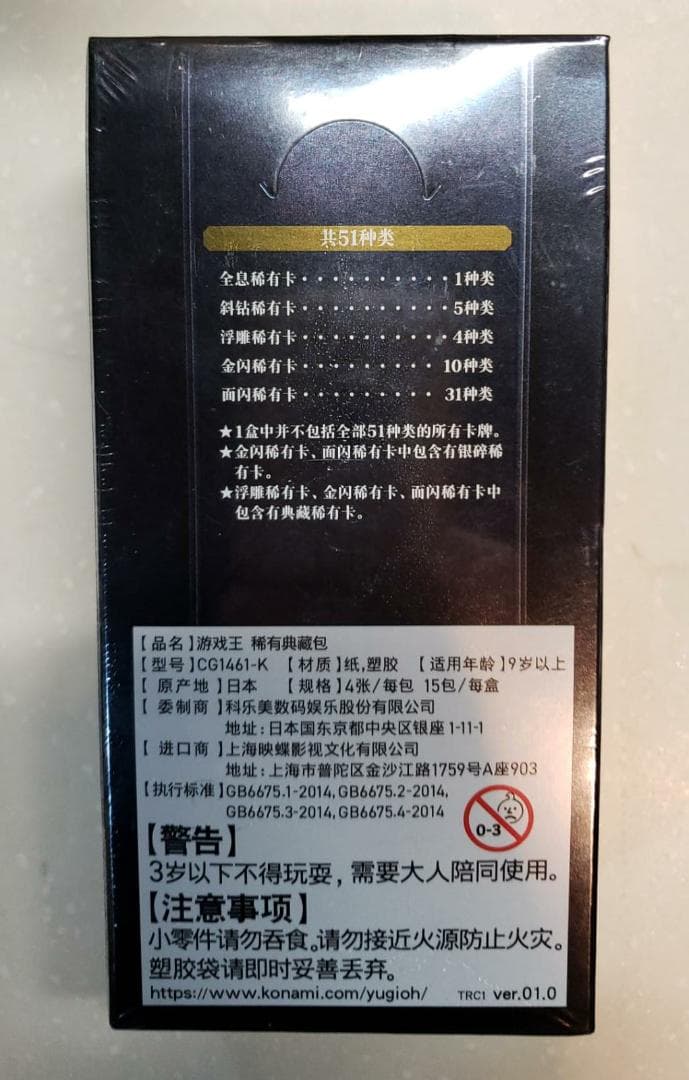 共51种类
全息稀有卡··········1种类
斜钻稀有卡··········5种类
浮雕稀有卡··········4种类
金闪稀有卡·········10种类
面闪稀有卡·········31种类
★1盒中并不包括全部51种类的所有卡牌。
★金闪稀有卡、面闪稀有卡中包含有银碎稀
有卡。
★浮雕稀有卡、金闪稀有卡、面闪稀有卡中
包含有典藏稀有卡。
【品名】游戏王 稀有典藏包
【型号】CG1461-K 【材质】纸,塑胶 【适用年龄】9岁以上
【原产地】日本 【规格】4张/每包 15包/每盒
【委制商】科乐美数码娱乐股份有限公司
地址:日本国东京都中央区银座1-11-1
【进口商】上海映蝶影视文化有限公司
地址:上海市普陀区金沙江路1759号A座903
【执行标准】GB6675.1-2014,GB6675.2-2014,
GB6675.3-2014,GB6675.4-2014
0-3
【警告】
3岁以下不得玩耍,需要大人陪同使用。
【注意事项】
小零件请勿吞食。请勿接近火源防止火灾。
塑胶袋请即时妥善丢弃。
https://www.konami.com/yugioh/ TRC1 ver.01.0